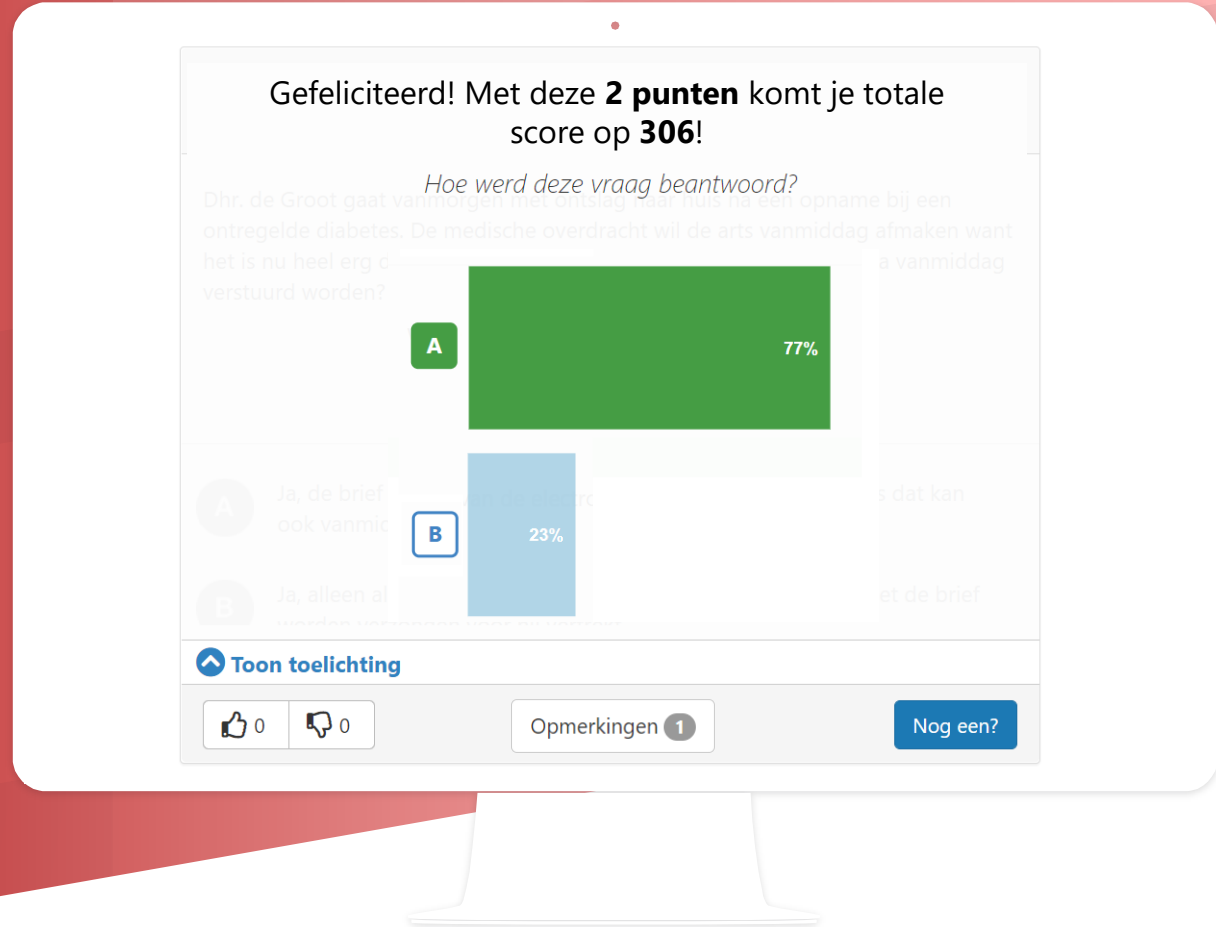 Gefeliciteerd! Met deze 2 punten komt je totale
score op 306!
Hoe werd deze vraag beantwoord?
Dhr. de Groot gaat vanmorgen met ontslag naar huis na een opname bij een
ontregelde diabetes. De medische overdracht wil de arts vanmiddag afmaken want
het is nu heel erg d a vanmiddag
verstuurd worden?
A 77%
A Ja, de brief s dat kan
ook vanmid
B 23%
B Ja, alleen al et de brief
Toon toelichting
0 0 Opmerkingen 1 Nog een?